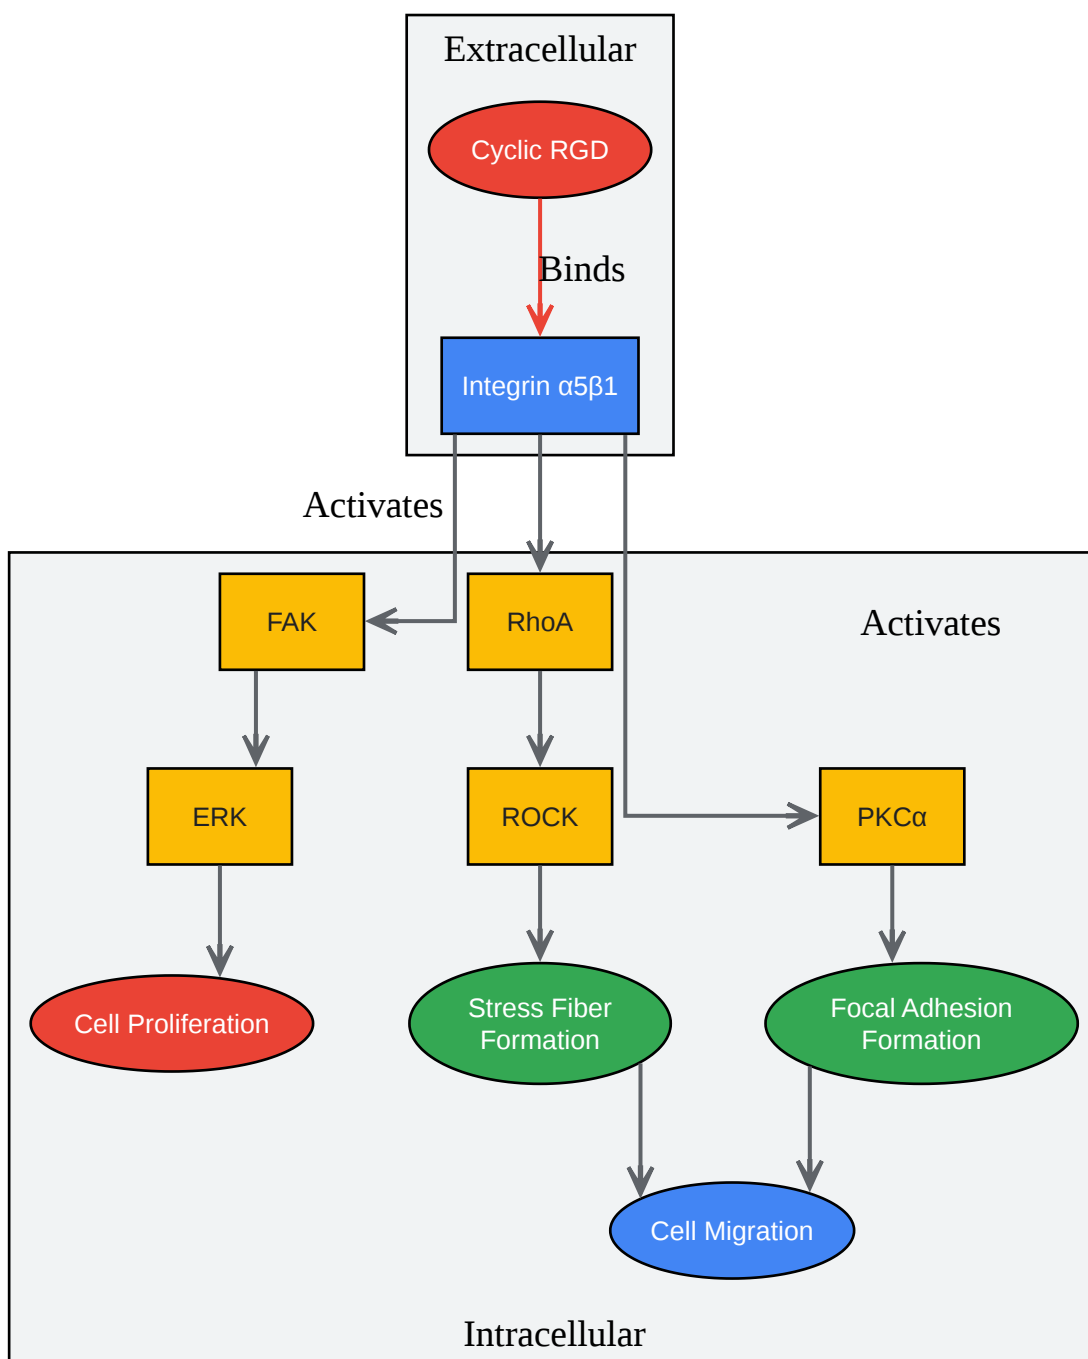 Extracellular
Cyclic RGD
Binds
Integrin α5β1
Activates
FAK
RhoA
Activates
ERK
ROCK
PKCα
Cell Proliferation
Stress Fiber
Formation
Focal Adhesion
Formation
Cell Migration
Intracellular